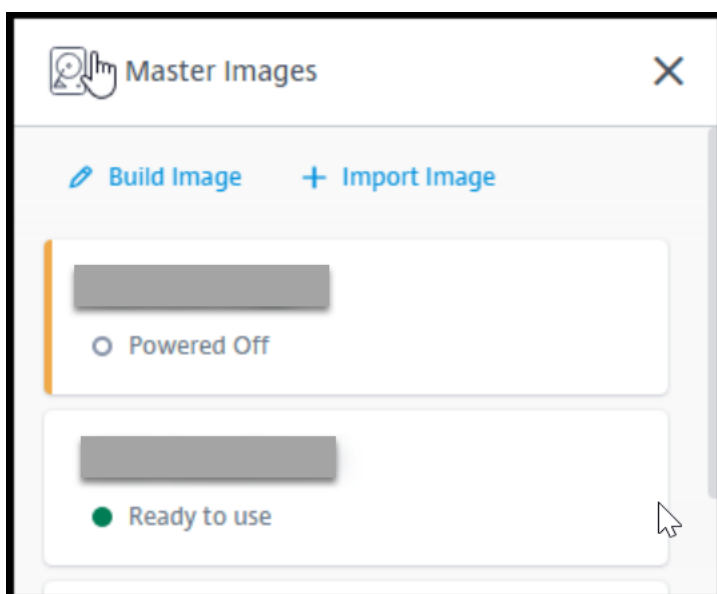 Master Images
Build Image
Import Image
Powered Off
Ready to use